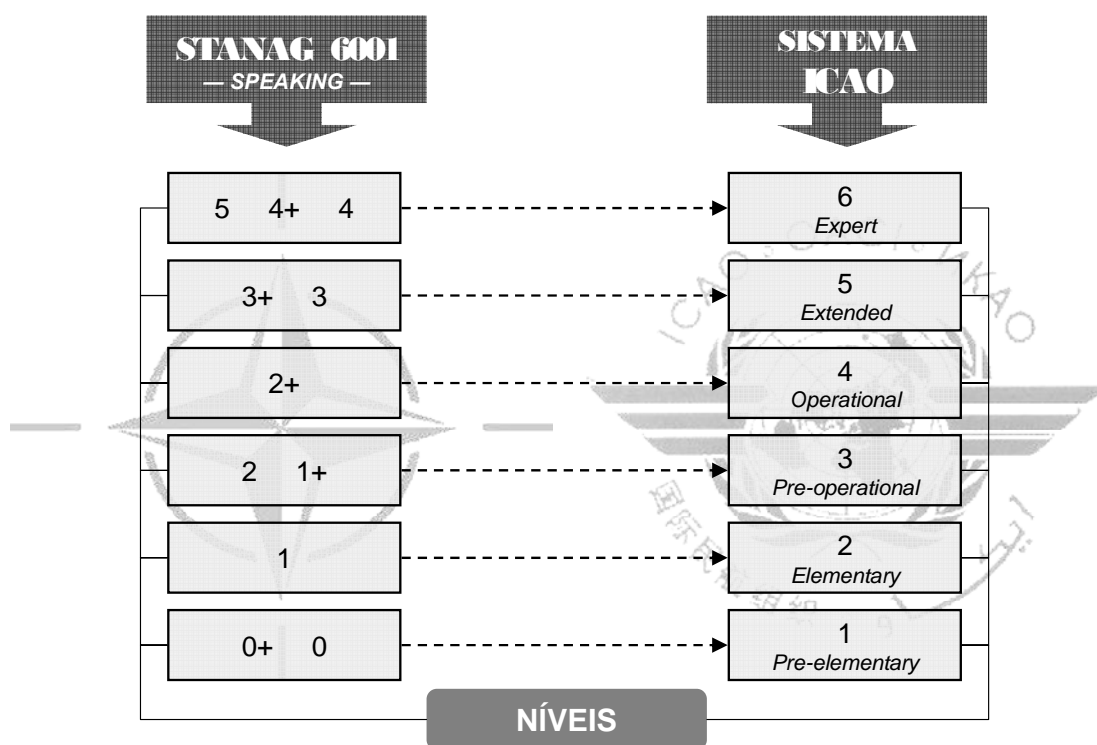 STANAG 6001
— SPEAKING —
SISTEMA
ICAO
5 4+ 4
6
Expert
3+ 3
5
Extended
2+
4
Operational
2 1+
3
Pre-operational
1
2
Elementary
0+ 0
1
Pre-elementary
NÍVEIS